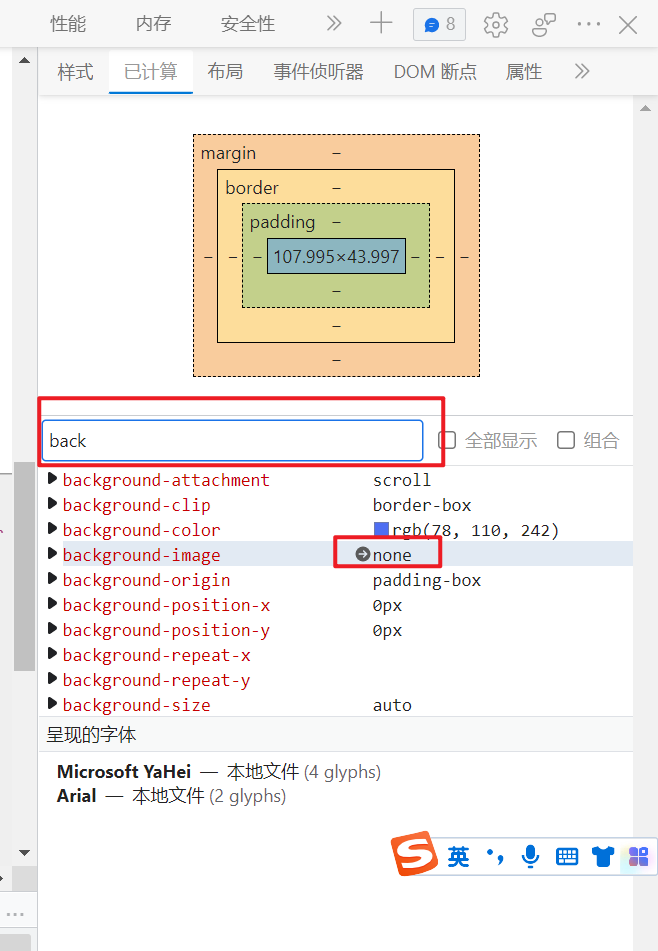 性能 内存 安全性 8
样式 已计算 布局 事件侦听器 DOM 断点 属性
margin –
border –
padding –
– – – 107.995×43.997 – – –
–
–
–
back 全部显示 组合
background-attachment scroll
background-clip border-box
background-color rgb(78, 110, 242)
background-image none
background-origin padding-box
background-position-x 0px
background-position-y 0px
background-repeat-x
background-repeat-y
background-size auto
呈现的字体
Microsoft YaHei — 本地文件 (4 glyphs)
Arial — 本地文件 (2 glyphs)
S 英